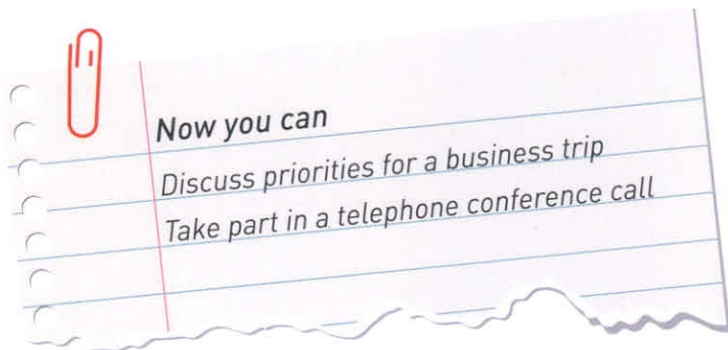 Now you can
Discuss priorities for a business trip
Take part in a telephone conference call